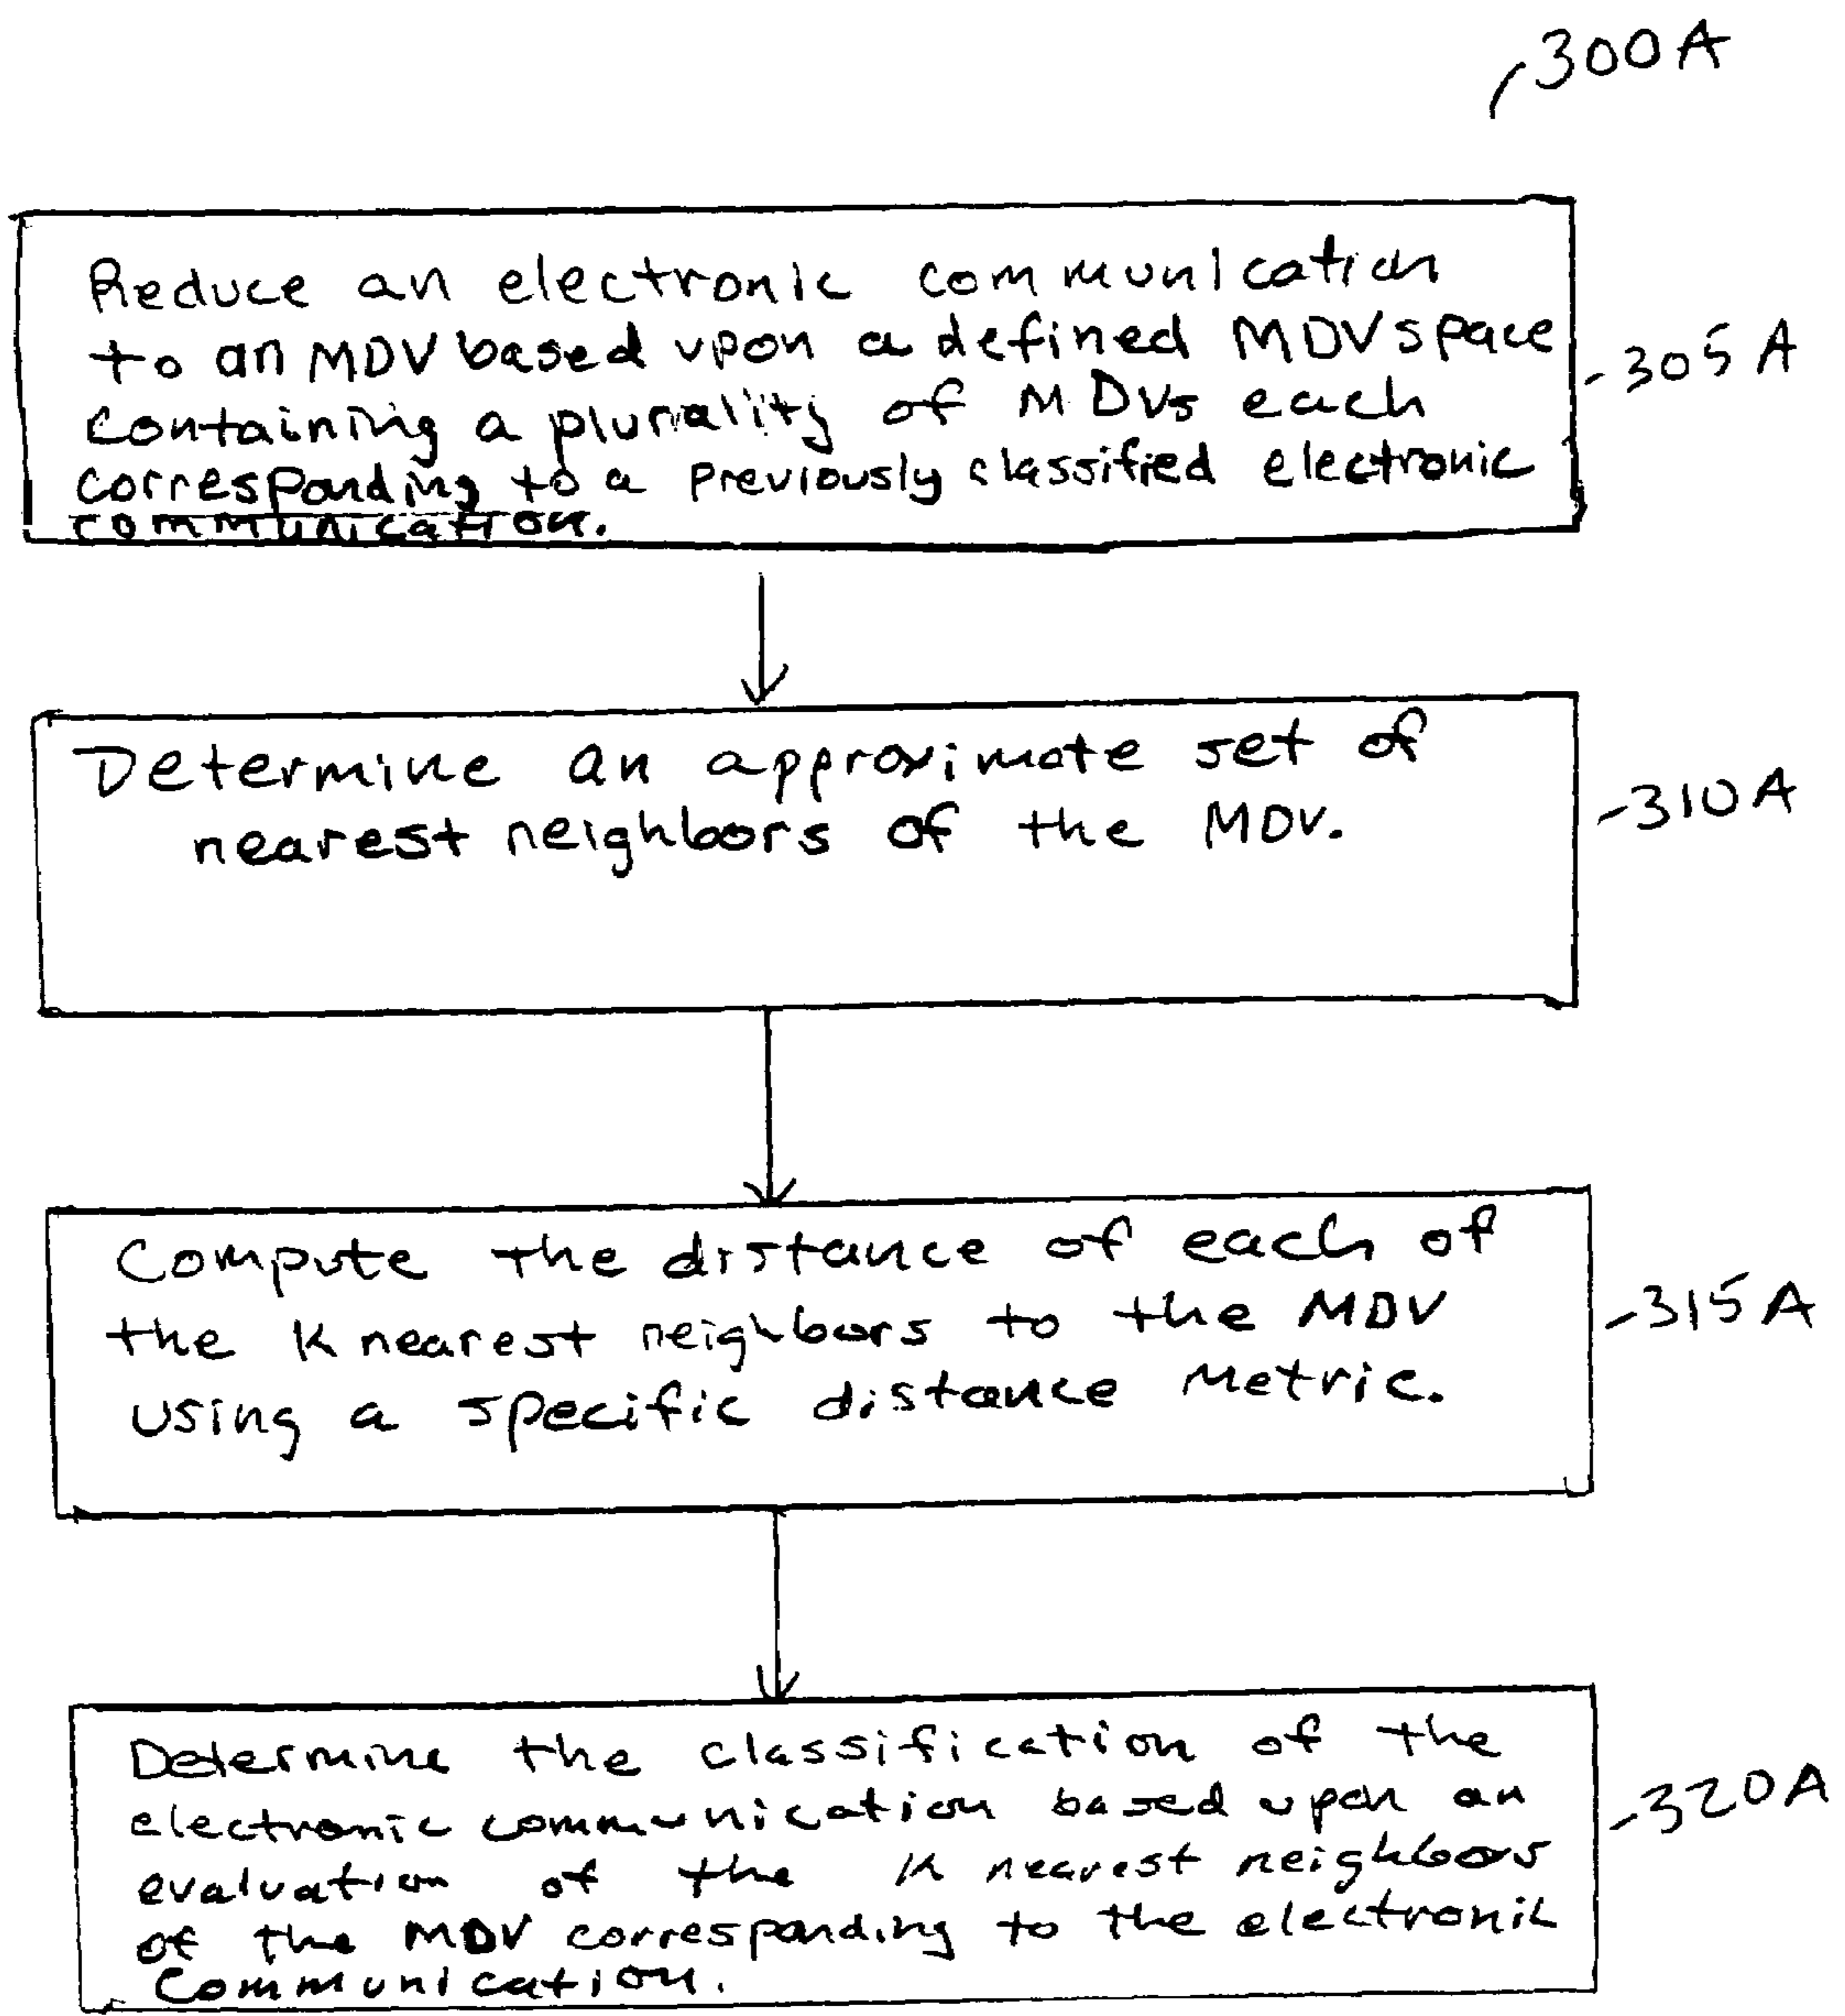 300A
Reduce an electronic communication
to an MDV based upon a defined MDV space
containing a plurality of MDVs each
corresponding to a previously classified electronic
communication.
305A
Determine an approximate set of
nearest neighbors of the MDV.
310A
Compute the distance of each of
the K nearest neighbors to the MDV
using a specific distance metric.
315A
Determine the classification of the
electronic communication based upon an
evaluation of the K nearest neighbors
of the MDV corresponding to the electronic
communication.
320A